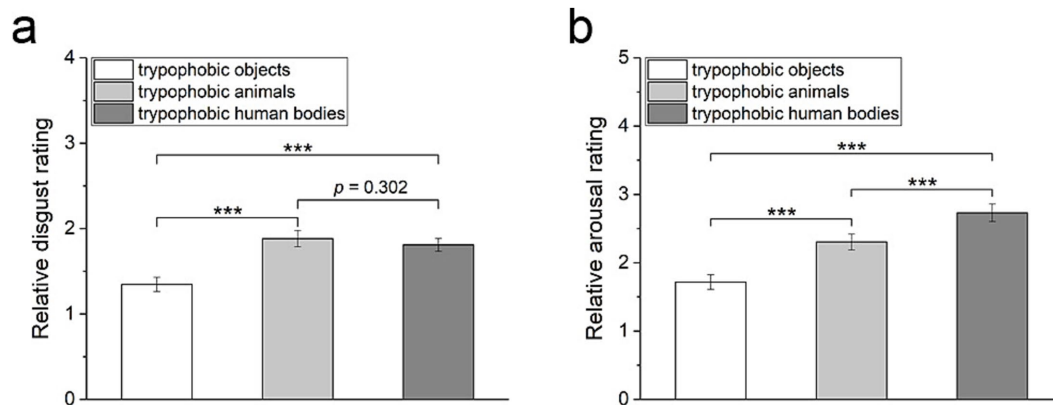 a
Relative disgust rating
4
3
2
1
0
trypophobic objects
trypophobic animals
trypophobic human bodies
***
p = 0.302
***
b
Relative arousal rating
5
4
3
2
1
0
trypophobic objects
trypophobic animals
trypophobic human bodies
***
***
***